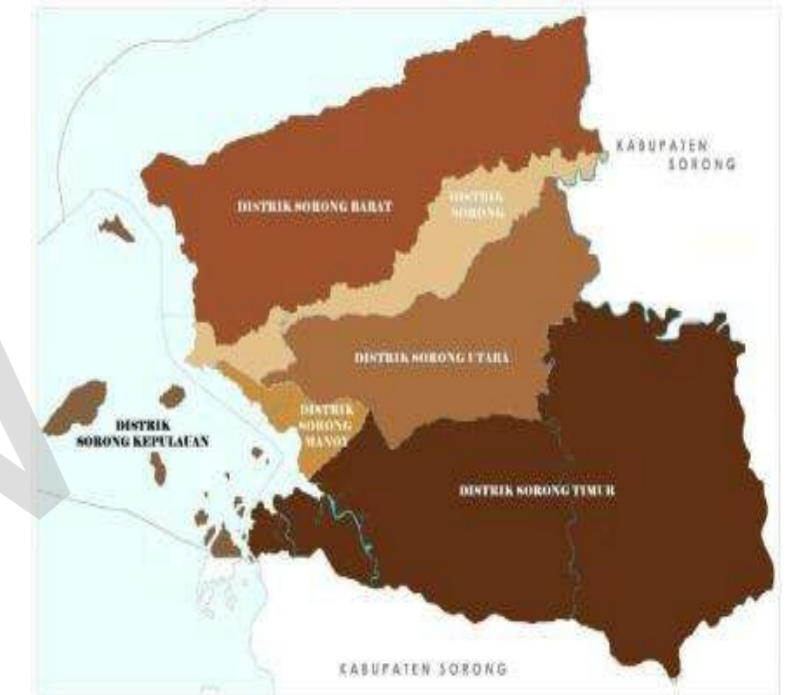 KABUPATEN
SORONG
DISTRIK SORONG BARAT
DISTRIK
SORONG
DISTRIK SORONG UTARA
DISTRIK
SORONG
MANOY
DISTRIK
SORONG KEPULAUAN
DISTRIK SORONG TIMUR
KABUPATEN SORONG